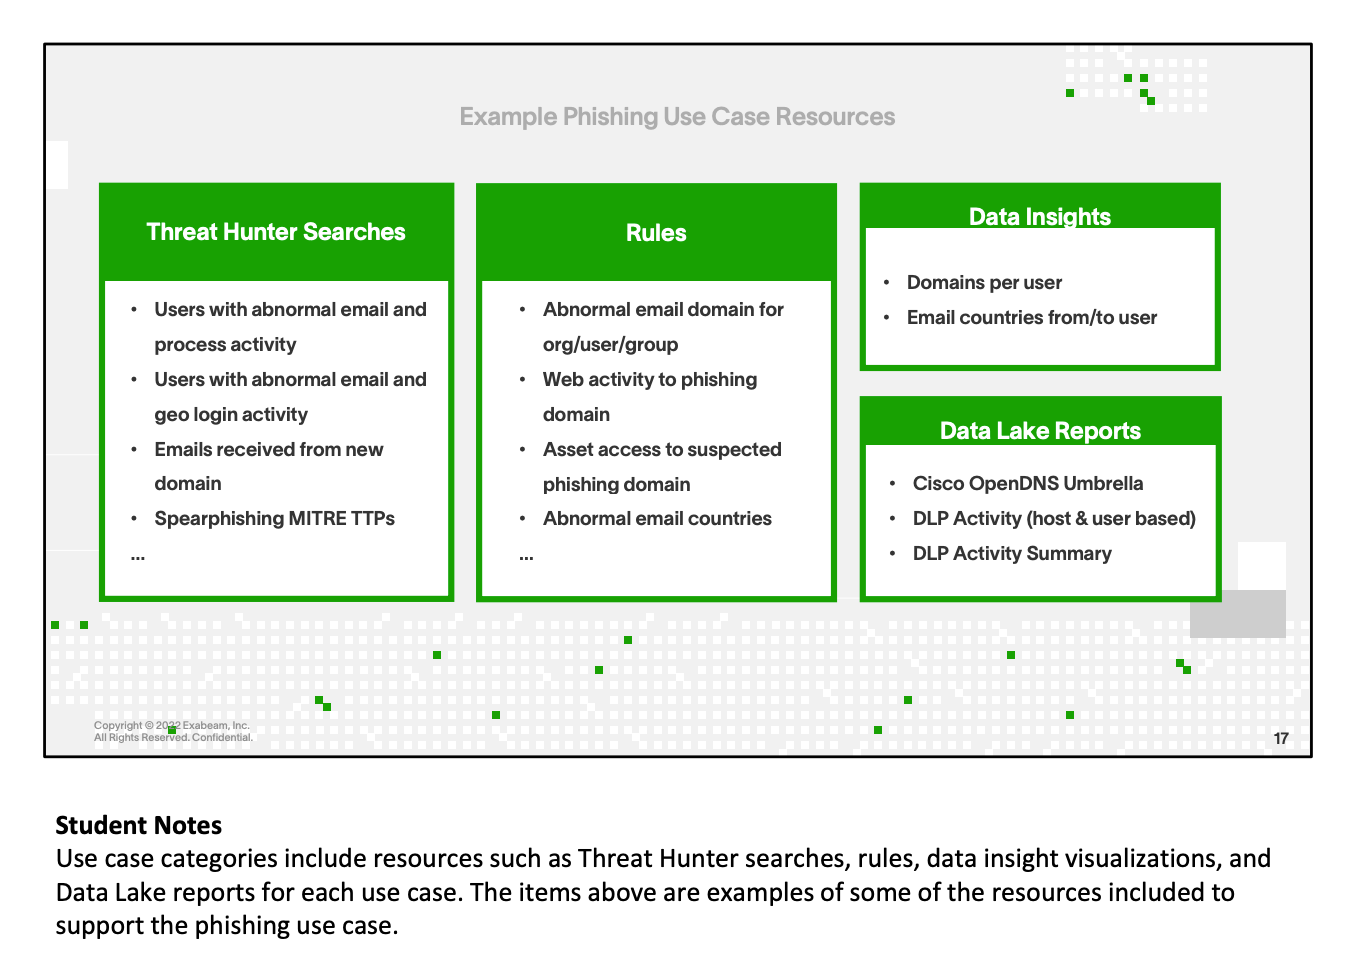 Example Phishing Use Case Resources
Threat Hunter Searches
• Users with abnormal email and
process activity
• Users with abnormal email and
geo login activity
• Emails received from new
domain
• Spearphishing MITRE TTPs
...
Rules
• Abnormal email domain for
org/user/group
• Web activity to phishing
domain
• Asset access to suspected
phishing domain
• Abnormal email countries
...
Data Insights
• Domains per user
• Email countries from/to user
Data Lake Reports
• Cisco OpenDNS Umbrella
• DLP Activity (host & user based)
• DLP Activity Summary
Copyright © 2022 Exabeam, Inc.
All Rights Reserved. Confidential.
17
Student Notes
Use case categories include resources such as Threat Hunter searches, rules, data insight visualizations, and
Data Lake reports for each use case. The items above are examples of some of the resources included to
support the phishing use case.